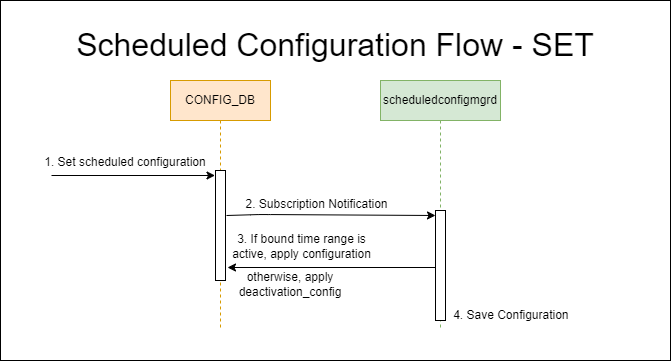 Scheduled Configuration Flow - SET
CONFIG_DB
scheduledconfigmgrd
1. Set scheduled configuration
2. Subscription Notification
3. If bound time range is
active, apply configuration
otherwise, apply
deactivation_config
4. Save Configuration